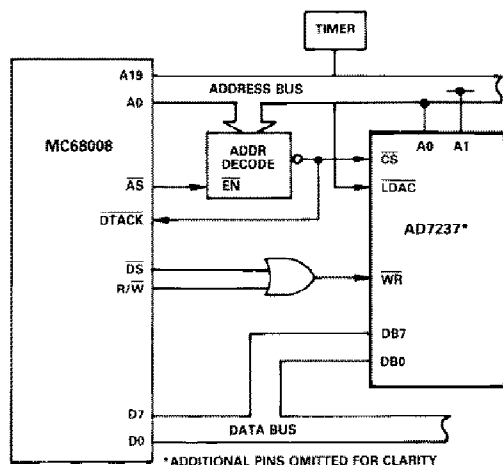 TIMER
A19
ADDRESS BUS
A0
MC68008
ADDR
DECODE
EN
AS
DTACK
DS
R/W
D7
D0
DATA BUS
A0 A1
CS
LDAC
AD7237*
WR
DB7
DB0
*ADDITIONAL PINS OMITTED FOR CLARITY